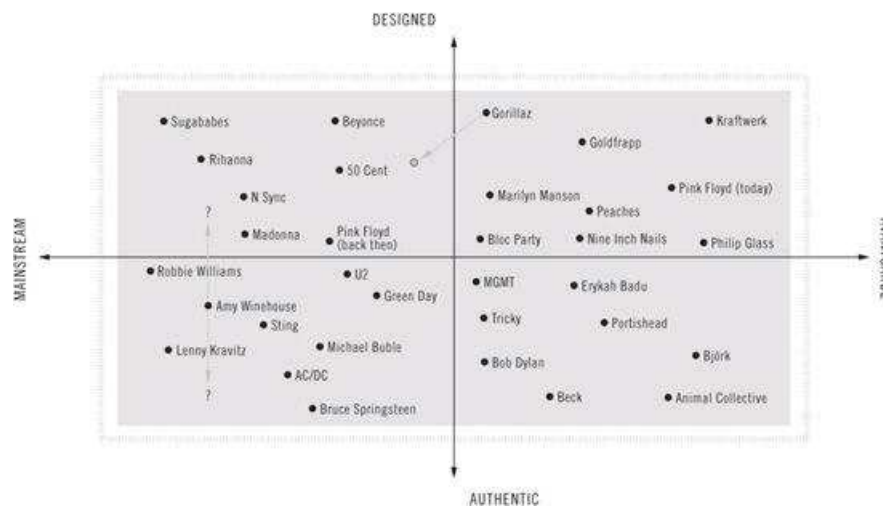 DESIGNED
Gorillaz
Sugababes
Beyonce
Kraftwerk
Goldfrapp
Rihanna
50 Cent
Pink Floyd (today)
N Sync
Marilyn Manson
?
Peaches
Madonna
Pink Floyd
(back then)
Bloc Party
Nine Inch Nails
Philip Glass
MAINSTREAM
Robbie Williams
U2
MGMT
Erykah Badu
Green Day
Amy Winehouse
Sting
Tricky
Portishead
Lenny Kravitz
Michael Buble
Björk
Bob Dylan
AC/DC
?
Beck
Animal Collective
Bruce Springsteen
AUTHENTIC